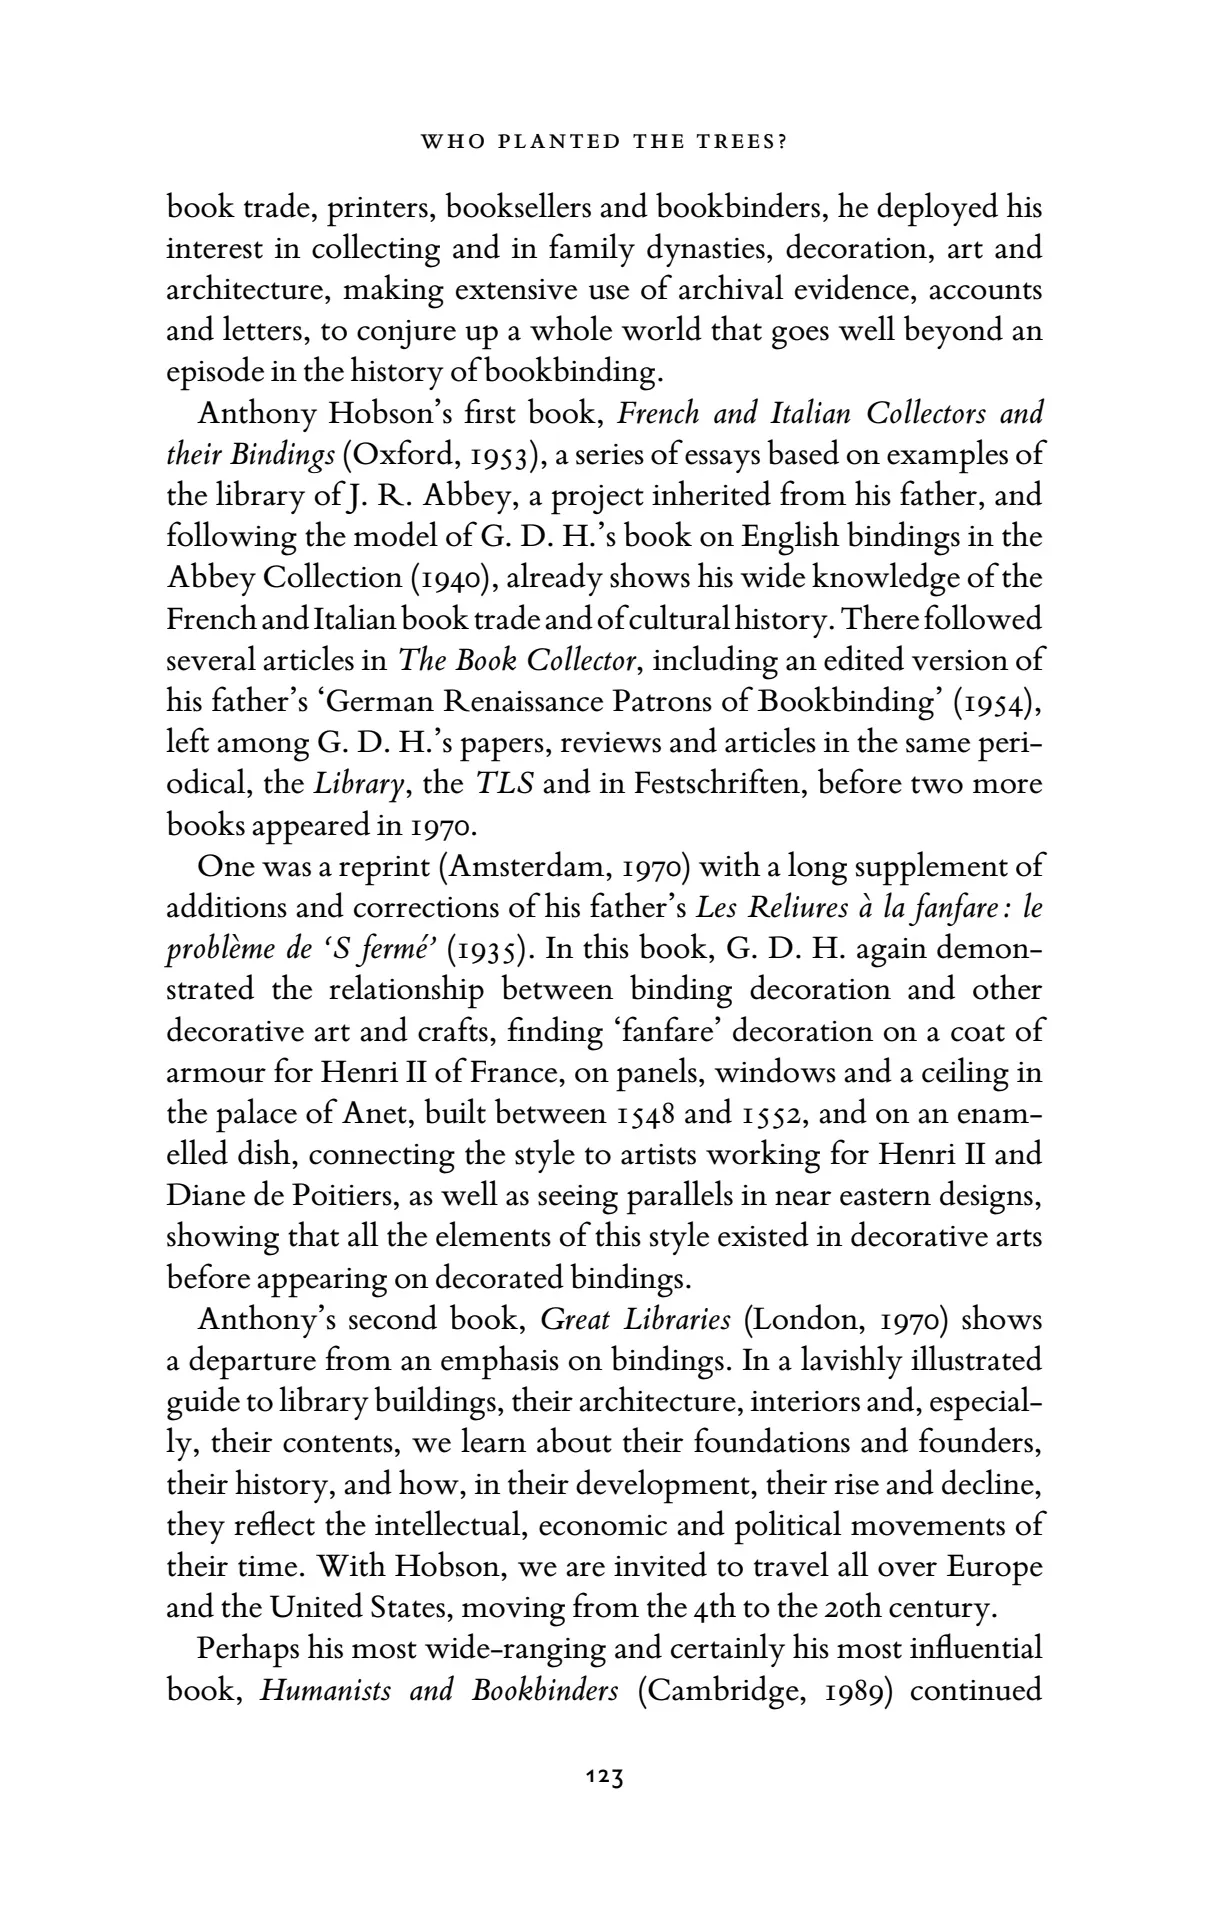 WHO PLANTED THE TREES?
book trade, printers, booksellers and bookbinders, he deployed his
interest in collecting and in family dynasties, decoration, art and
architecture, making extensive use of archival evidence, accounts
and letters, to conjure up a whole world that goes well beyond an
episode in the history of bookbinding.
Anthony Hobson’s first book, French and Italian Collectors and
their Bindings (Oxford, 1953), a series of essays based on examples of
the library of J. R. Abbey, a project inherited from his father, and
following the model of G. D. H.’s book on English bindings in the
Abbey Collection (1940), already shows his wide knowledge of the
French and Italian book trade and of cultural history. There followed
several articles in The Book Collector, including an edited version of
his father’s ‘German Renaissance Patrons of Bookbinding’ (1954),
left among G. D. H.’s papers, reviews and articles in the same peri-
odical, the Library, the TLS and in Festschriften, before two more
books appeared in 1970.
One was a reprint (Amsterdam, 1970) with a long supplement of
additions and corrections of his father’s Les Reliures à la fanfare : le
problème de ‘S fermé’ (1935). In this book, G. D. H. again demon-
strated the relationship between binding decoration and other
decorative art and crafts, finding ‘fanfare’ decoration on a coat of
armour for Henri II of France, on panels, windows and a ceiling in
the palace of Anet, built between 1548 and 1552, and on an enam-
elled dish, connecting the style to artists working for Henri II and
Diane de Poitiers, as well as seeing parallels in near eastern designs,
showing that all the elements of this style existed in decorative arts
before appearing on decorated bindings.
Anthony’s second book, Great Libraries (London, 1970) shows
a departure from an emphasis on bindings. In a lavishly illustrated
guide to library buildings, their architecture, interiors and, especial-
ly, their contents, we learn about their foundations and founders,
their history, and how, in their development, their rise and decline,
they reflect the intellectual, economic and political movements of
their time. With Hobson, we are invited to travel all over Europe
and the United States, moving from the 4th to the 20th century.
Perhaps his most wide-ranging and certainly his most influential
book, Humanists and Bookbinders (Cambridge, 1989) continued
123